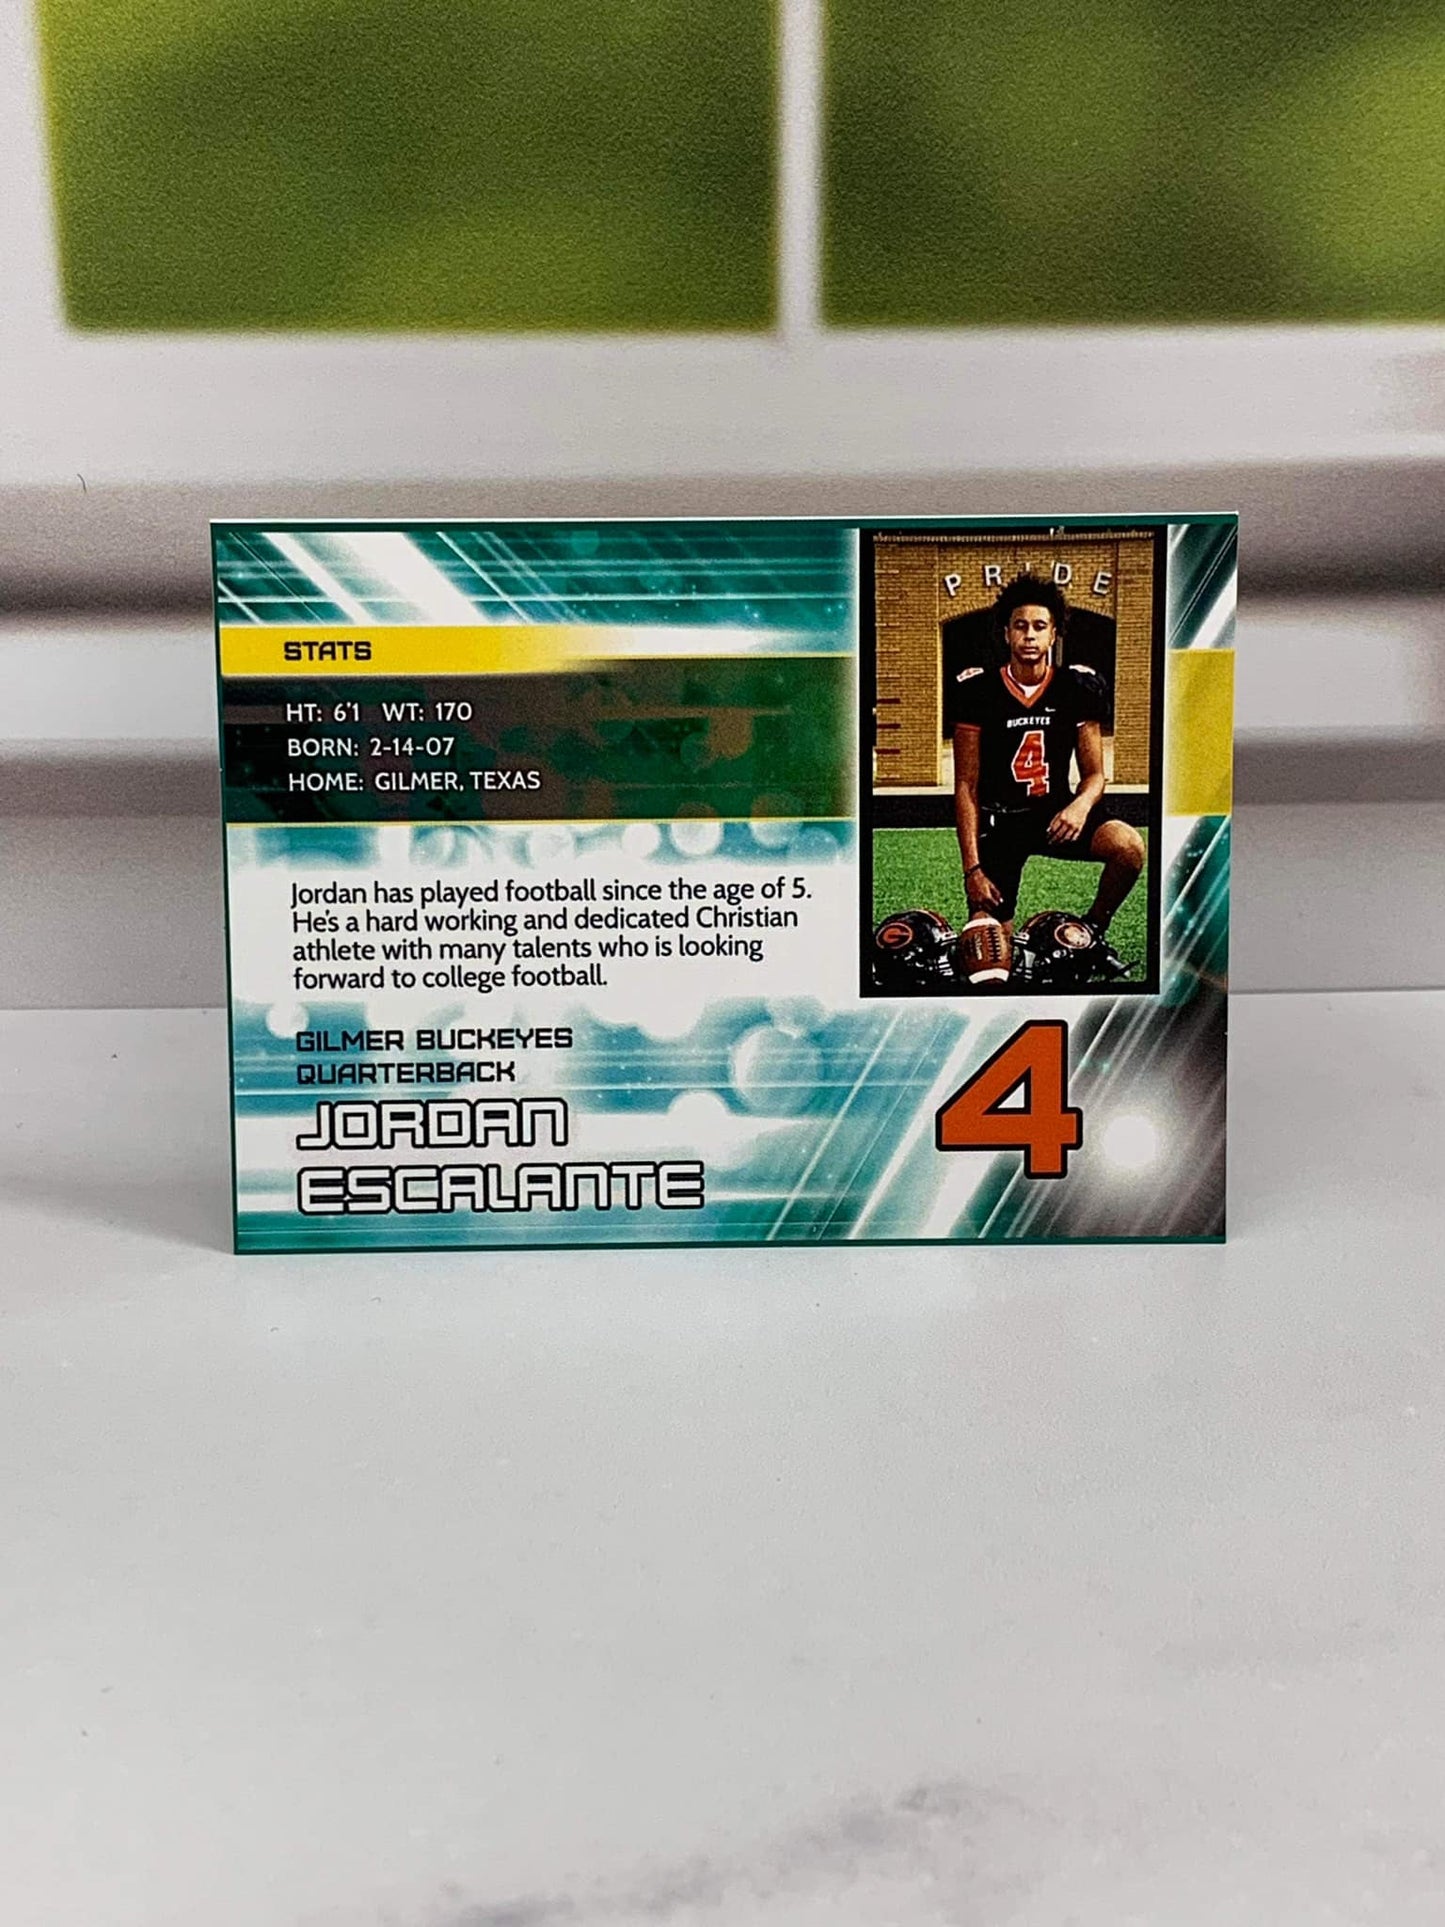 STATS
HT: 6'1 WT: 170
BORN: 2-14-07
HOME: GILMER, TEXAS
Jordan has played football since the age of 5.
He's a hard working and dedicated Christian
athlete with many talents who is looking
forward to college football.
GILMER BUCKEYES
QUARTERBACK
JORDAN
ESCALANTE
4
PRIDE
4
BUCKEYES
4
G